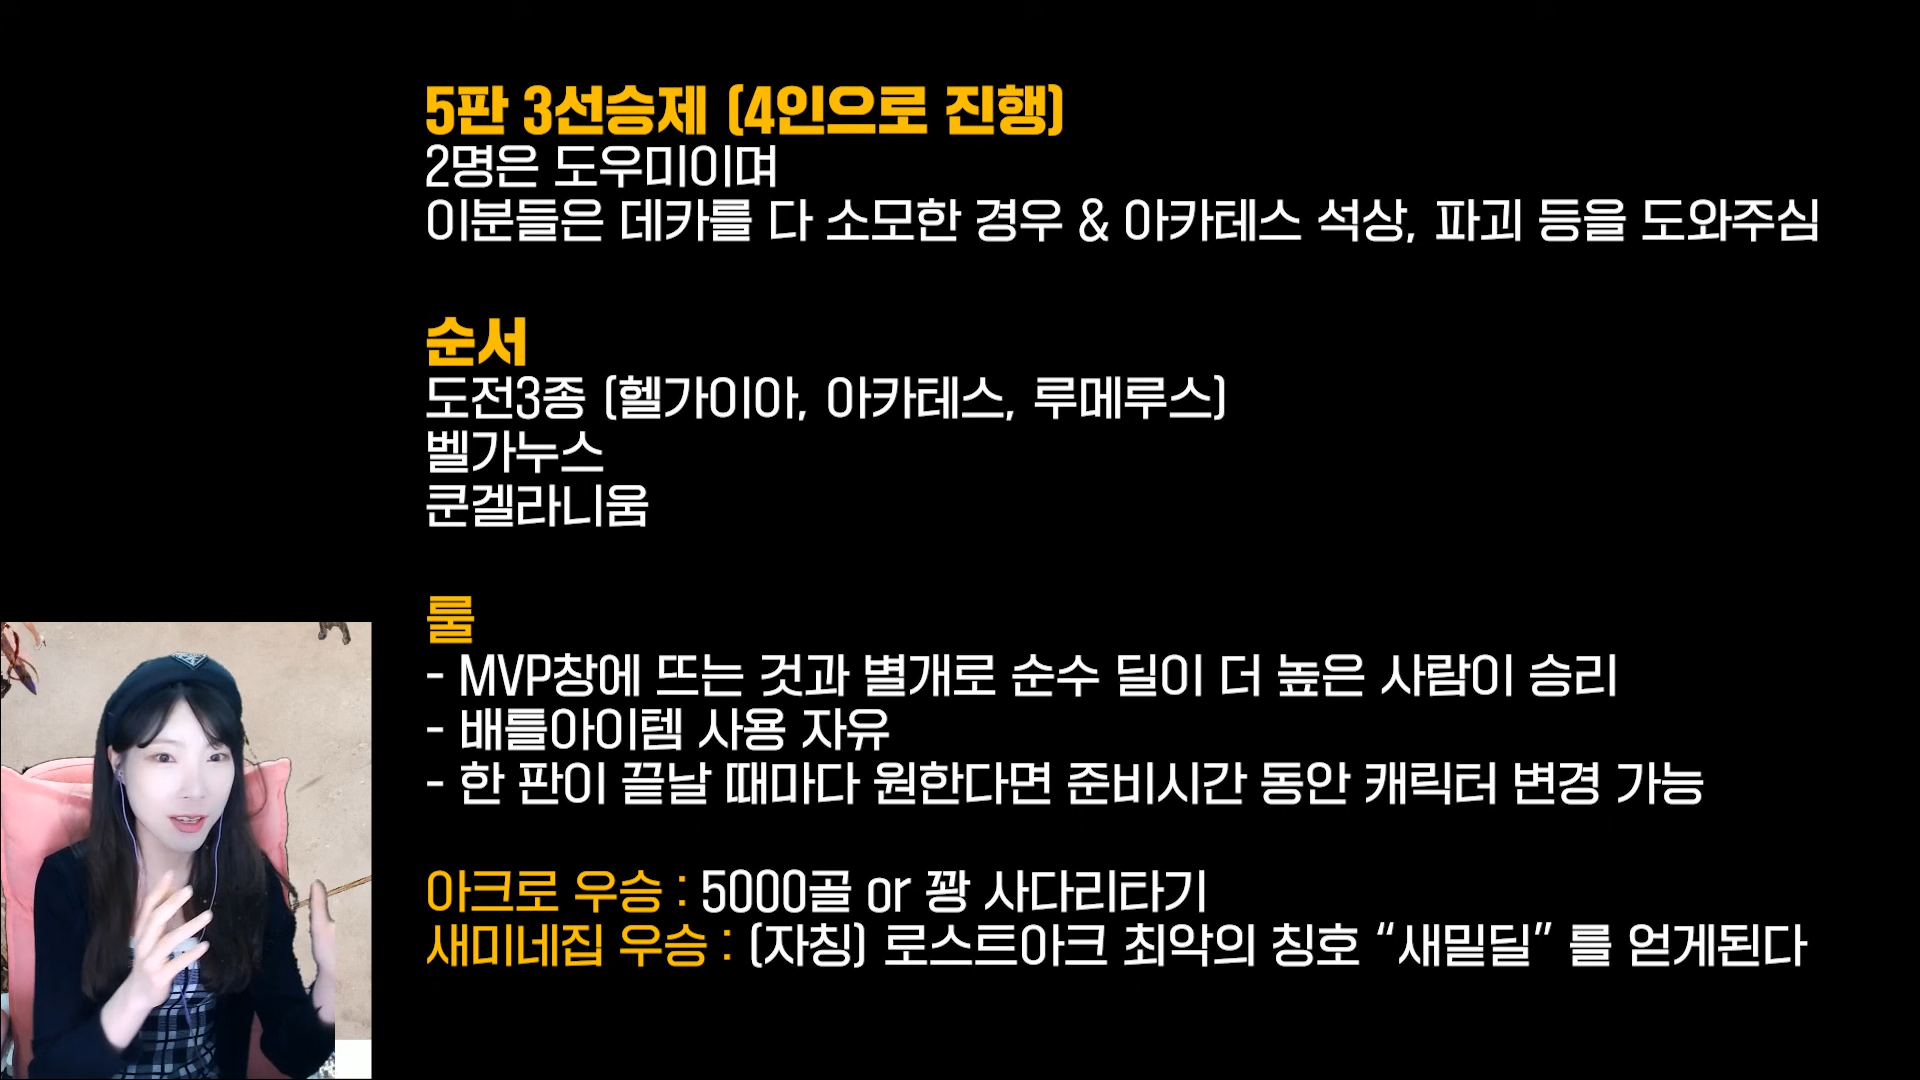 5판 3선승제 (4인으로 진행)
2명은 도우미이며
이분들은 데카를 다 소모한 경우 & 아카테스 석상, 파괴 등을 도와주심
순서
도전3종 (헬가이아, 아카테스, 루메루스)
벨가누스
쿤겔라니움
룰
- MVP창에 뜨는 것과 별개로 순수 딜이 더 높은 사람이 승리
- 배틀아이템 사용 자유
- 한 판이 끝날 때마다 원한다면 준비시간 동안 캐릭터 변경 가능
아크로 우승 : 5000골 or 꽝 사다리타기
새미네집 우승 : (자칭) 로스트아크 최악의 칭호 “새밑딜” 를 얻게된다